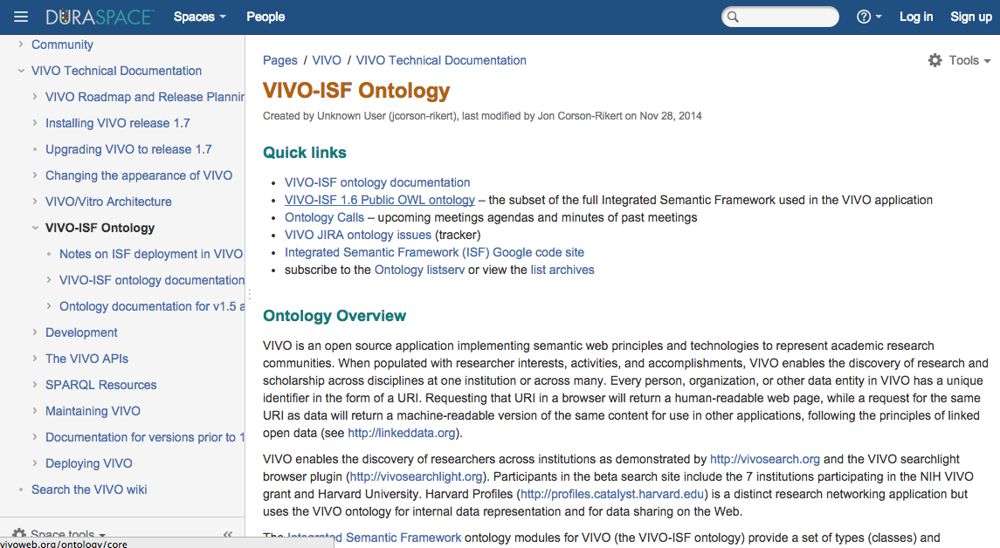 DURASPACE Spaces People ? Log in Sign up
Community
VIVO Technical Documentation
VIVO Roadmap and Release Plannin
Installing VIVO release 1.7
Upgrading VIVO to release 1.7
Changing the appearance of VIVO
VIVO/Vitro Architecture
VIVO-ISF Ontology
Notes on ISF deployment in VIVO
VIVO-ISF ontology documentation
Ontology documentation for v1.5 a
Development
The VIVO APIs
SPARQL Resources
Maintaining VIVO
Documentation for versions prior to 1
Deploying VIVO
Search the VIVO wiki
Space tools
vivoweb.org/ontology/core
Pages / VIVO / VIVO Technical Documentation
Tools
VIVO-ISF Ontology
Created by Unknown User (jcorson-rikert), last modified by Jon Corson-Rikert on Nov 28, 2014
Quick links
• VIVO-ISF ontology documentation
• VIVO-ISF 1.6 Public OWL ontology – the subset of the full Integrated Semantic Framework used in the VIVO application
• Ontology Calls – upcoming meetings agendas and minutes of past meetings
• VIVO JIRA ontology issues (tracker)
• Integrated Semantic Framework (ISF) Google code site
• subscribe to the Ontology listserv or view the list archives
Ontology Overview
VIVO is an open source application implementing semantic web principles and technologies to represent academic research
communities. When populated with researcher interests, activities, and accomplishments, VIVO enables the discovery of research and
scholarship across disciplines at one institution or across many. Every person, organization, or other data entity in VIVO has a unique
identifier in the form of a URI. Requesting that URI in a browser will return a human-readable web page, while a request for the same
URI as data will return a machine-readable version of the same content for use in other applications, following the principles of linked
open data (see http://linkeddata.org).
VIVO enables the discovery of researchers across institutions as demonstrated by http://vivosearch.org and the VIVO searchlight
browser plugin (http://vivosearchlight.org). Participants in the beta search site include the 7 institutions participating in the NIH VIVO
grant and Harvard University. Harvard Profiles (http://profiles.catalyst.harvard.edu) is a distinct research networking application but
uses the VIVO ontology for internal data representation and for data sharing on the Web.
The Integrated Semantic Framework ontology modules for VIVO (the VIVO-ISF ontology) provide a set of types (classes) and